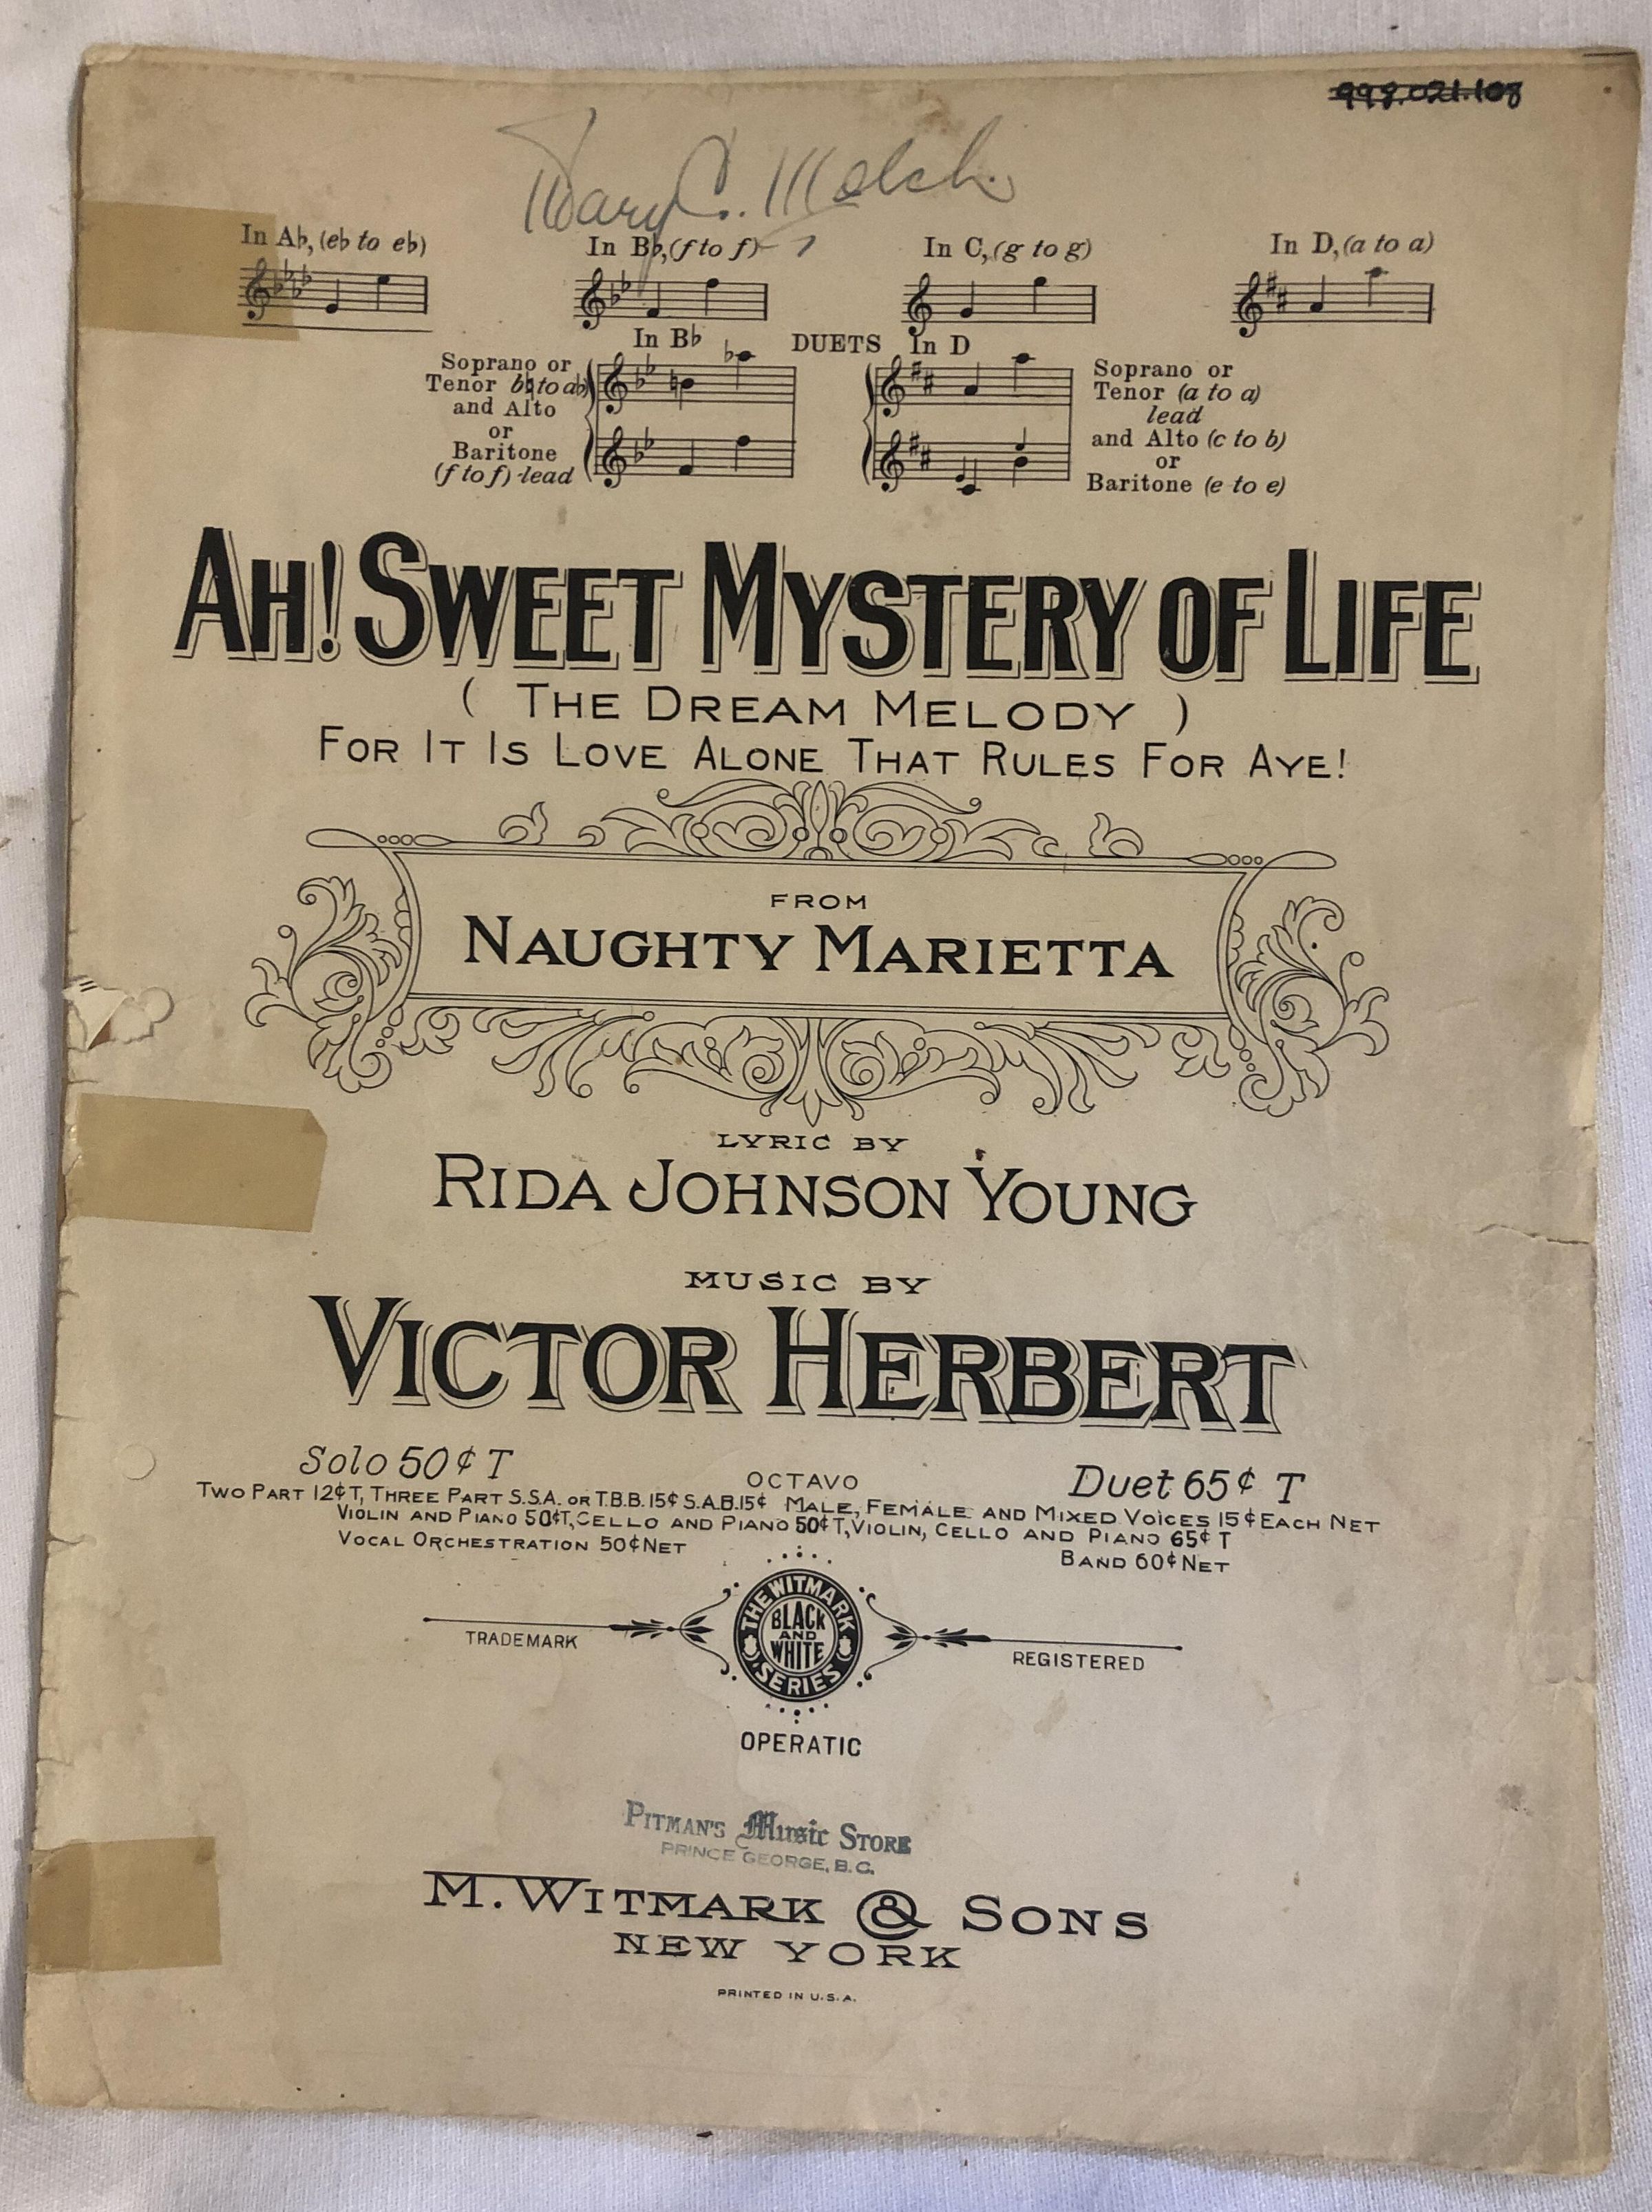 998.021.108
Mary C.
In A♭, (e♭ to e♭)
In B♭, (f to f)
In C, (g to g)
In D, (a to a)
In B♭ DUETS In D
Soprano or
Tenor b♮ to a♭
and Alto
or
Baritone
(f to f)-lead
Soprano or
Tenor (a to a)
lead
and Alto (c to b)
or
Baritone (e to e)
AH! SWEET MYSTERY OF LIFE
( THE DREAM MELODY )
FOR IT IS LOVE ALONE THAT RULES FOR AYE!
FROM
NAUGHTY MARIETTA
LYRIC BY
RIDA JOHNSON YOUNG
MUSIC BY
VICTOR HERBERT
Solo 50¢ T
OCTAVO
Duet 65¢ T
TWO PART 12¢T, THREE PART S.S.A. OR T.B.B. 15¢ S.A.B. 15¢ MALE, FEMALE AND MIXED VOICES 15¢ EACH NET
VIOLIN AND PIANO 50¢T, CELLO AND PIANO 50¢T, VIOLIN, CELLO AND PIANO 65¢ T
VOCAL ORCHESTRATION 50¢ NET
BAND 60¢ NET
TRADEMARK
THE WITMARK
BLACK
AND
WHITE
SERIES
REGISTERED
OPERATIC
PITMAN'S Music STORE
PRINCE GEORGE, B.C.
M. WITMARK & SONS
NEW YORK
PRINTED IN U.S.A.